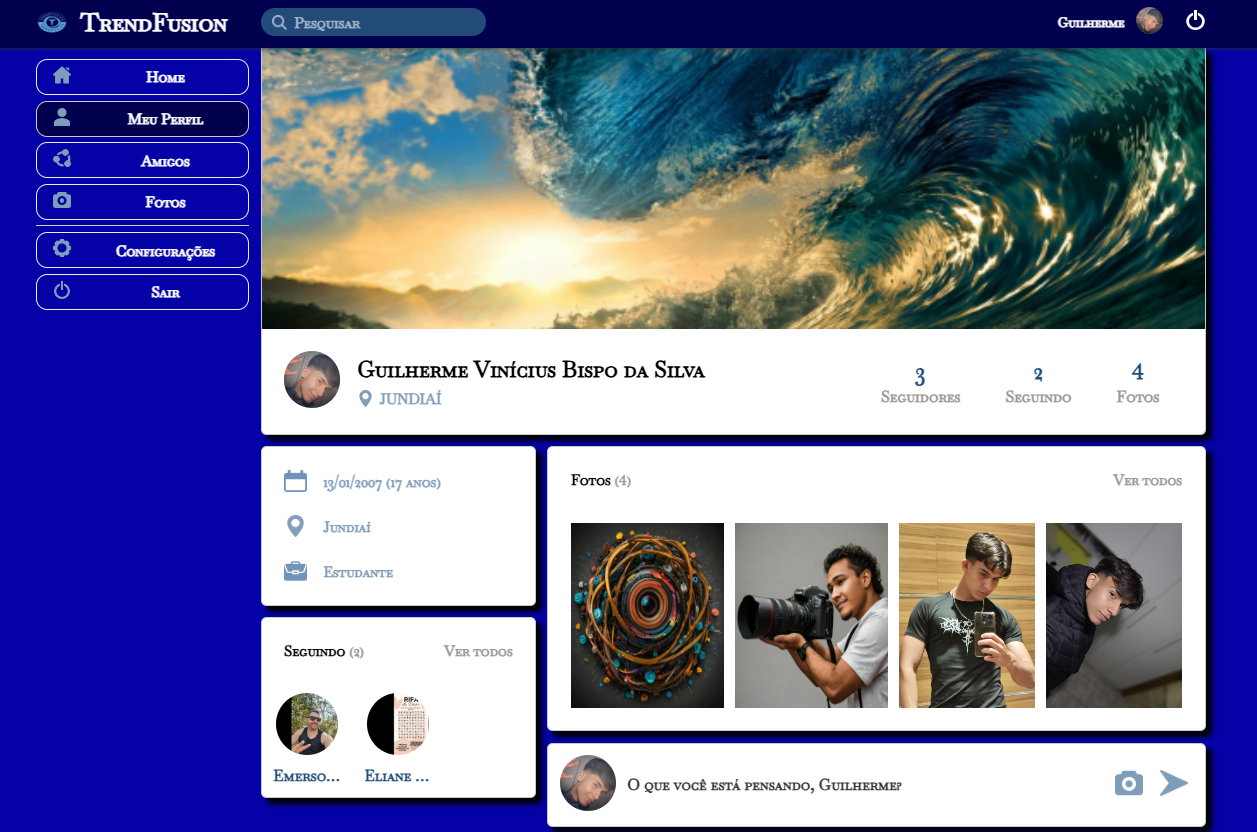 TrendFusion
Pesquisar
Guilherme
Home
Meu Perfil
Amigos
Fotos
Configurações
Sair
Guilherme Vinícius Bispo da Silva
JUNDIAÍ
3
Seguidores
2
Seguindo
4
Fotos
13/01/2007 (17 anos)
Jundiaí
Estudante
Seguindo (2)
Ver todos
RIFA
Emerso...
Eliane ...
Fotos (4)
Ver todos
O que você está pensando, Guilherme?